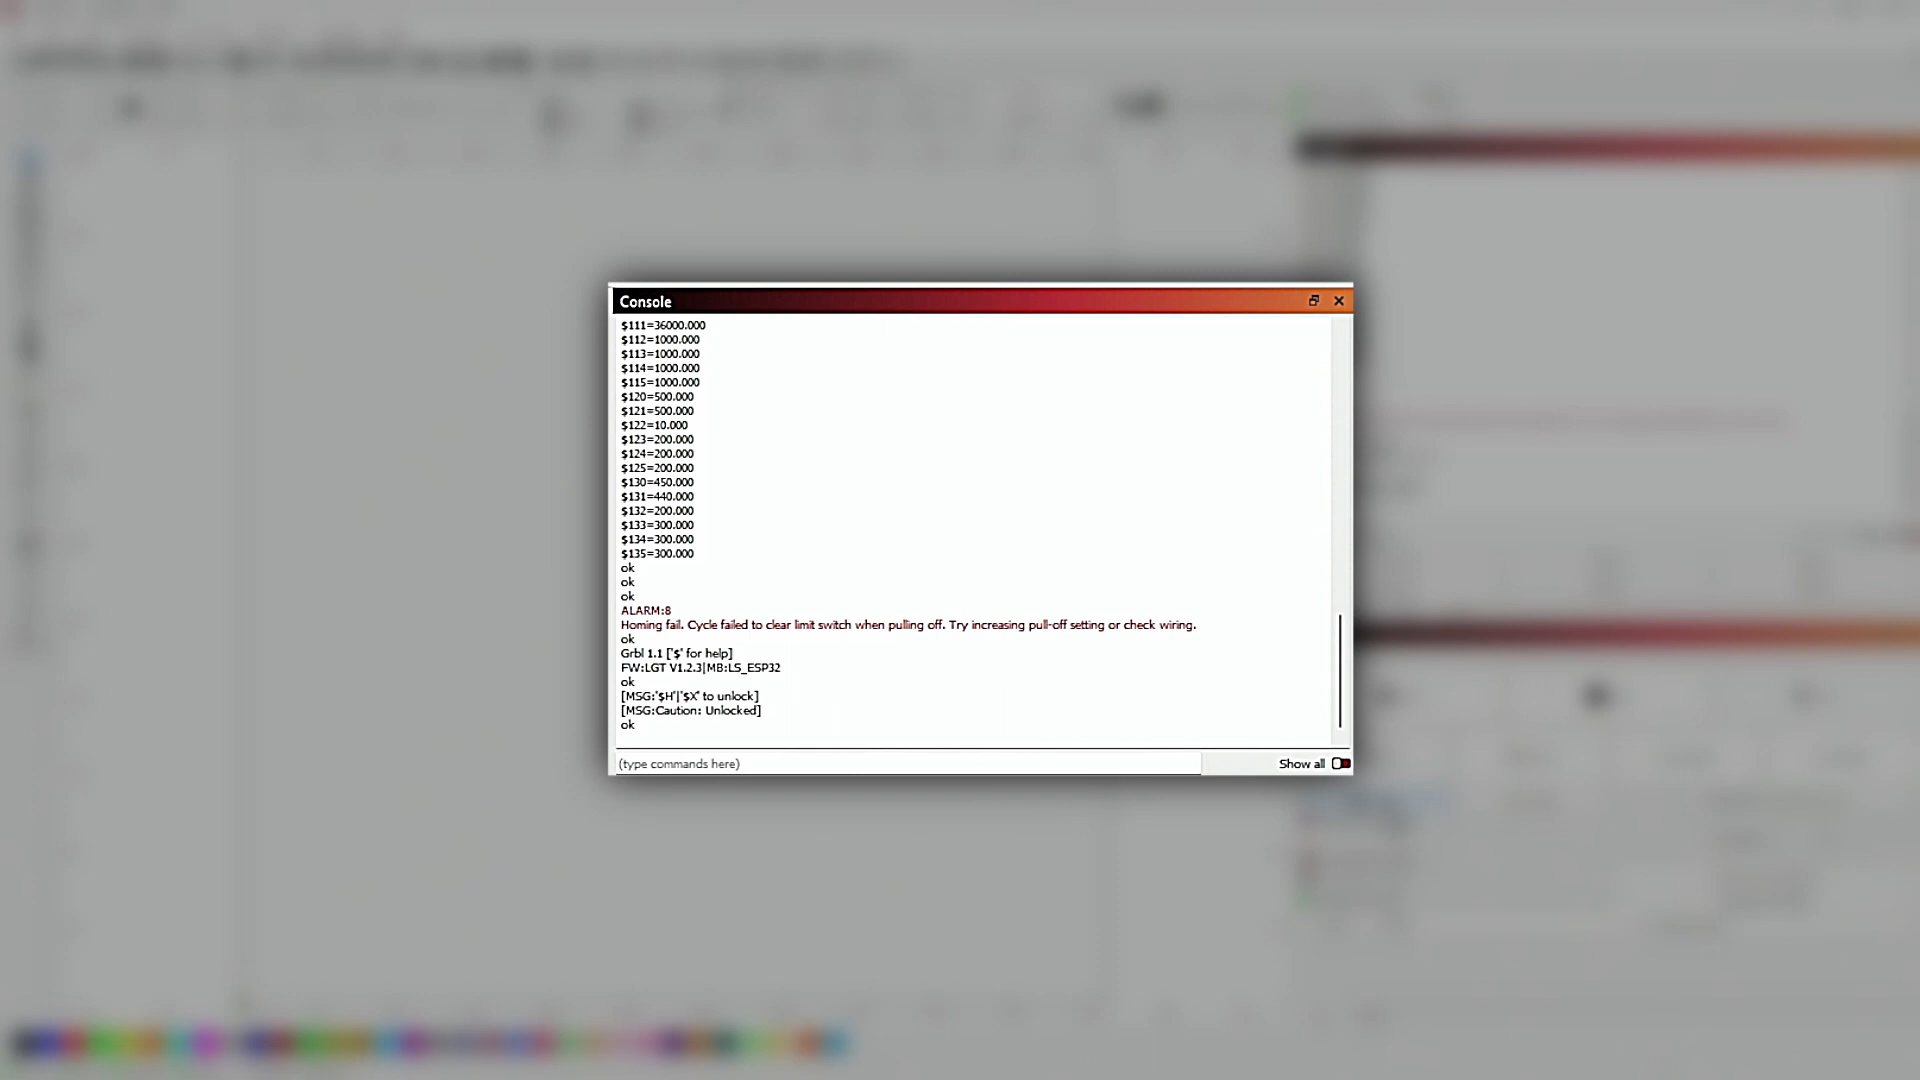 Console
$111=36000.000
$112=1000.000
$113=1000.000
$114=1000.000
$115=1000.000
$120=500.000
$121=500.000
$122=10.000
$123=200.000
$124=200.000
$125=200.000
$130=450.000
$131=440.000
$132=200.000
$133=300.000
$134=300.000
$135=300.000
ok
ok
ok
ALARM:8
Homing fail. Cycle failed to clear limit switch when pulling off. Try increasing pull-off setting or check wiring.
ok
Grbl 1.1 ['$' for help]
FW:LGT V1.2.3|MB:LS_ESP32
ok
[MSG:'$H'|'$X' to unlock]
[MSG:Caution: Unlocked]
ok
(type commands here)
Show all